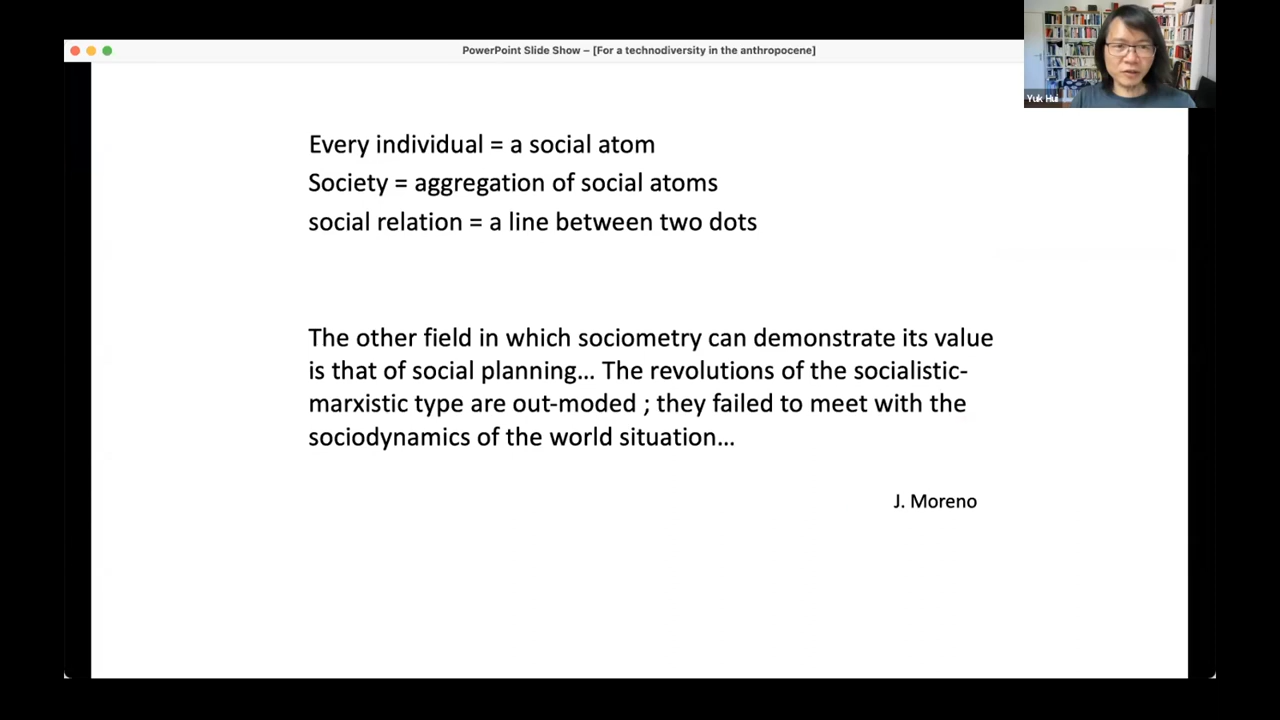 PowerPoint Slide Show – [For a technodiversity in the anthropocene]
Yuk Hui
Every individual = a social atom
Society = aggregation of social atoms
social relation = a line between two dots
The other field in which sociometry can demonstrate its value
is that of social planning... The revolutions of the socialistic-
marxistic type are out-moded ; they failed to meet with the
sociodynamics of the world situation...
J. Moreno